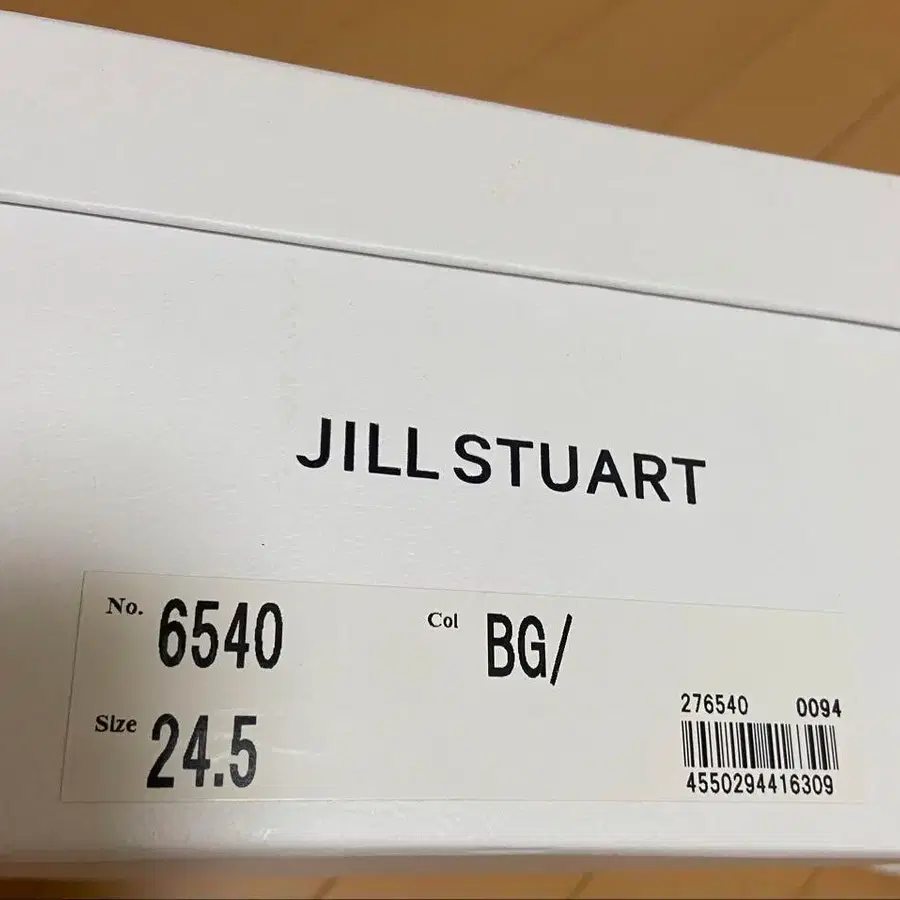 JILL STUART
No. 6540 Col BG/
Size 24.5
276540 0094
4550294416309